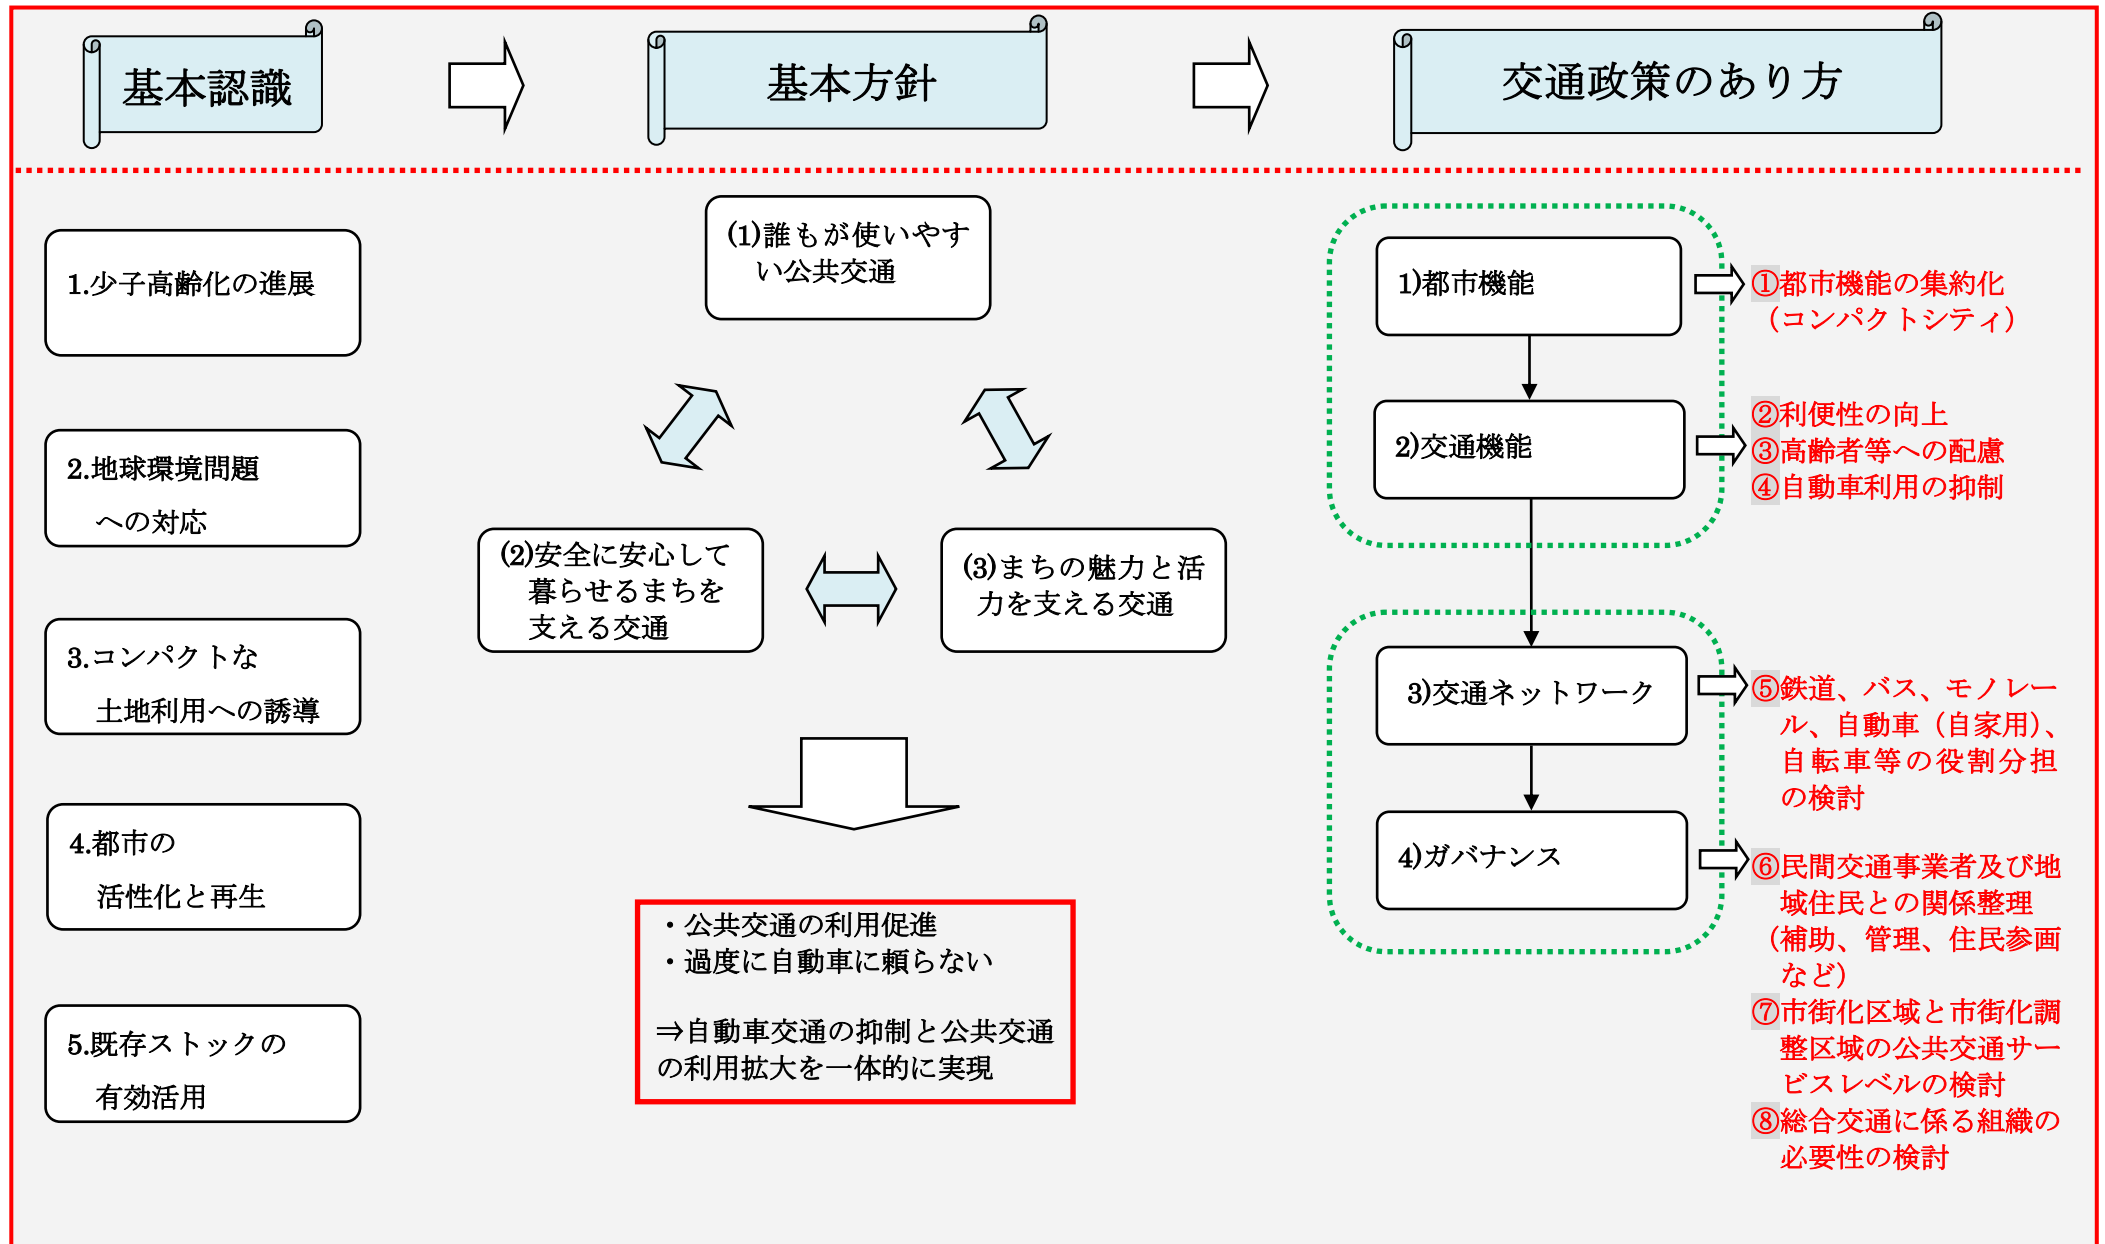 基本認識
基本方針
交通政策のあり方
1.少子高齢化の進展
2.地球環境問題
への対応
3.コンパクトな
土地利用への誘導
4.都市の
活性化と再生
5.既存ストックの
有効活用
(1)誰もが使いやす
い公共交通
(2)安全に安心して
暮らせるまちを
支える交通
(3)まちの魅力と活
力を支える交通
・公共交通の利用促進
・過度に自動車に頼らない
⇒自動車交通の抑制と公共交通
の利用拡大を一体的に実現
1)都市機能
2)交通機能
3)交通ネットワーク
4)ガバナンス
①都市機能の集約化
（コンパクトシティ）
②利便性の向上
③高齢者等への配慮
④自動車利用の抑制
⑤鉄道、バス、モノレー
ル、自動車（自家用）、
自転車等の役割分担
の検討
⑥民間交通事業者及び地
域住民との関係整理
（補助、管理、住民参画
など）
⑦市街化区域と市街化調
整区域の公共交通サー
ビスレベルの検討
⑧総合交通に係る組織の
必要性の検討